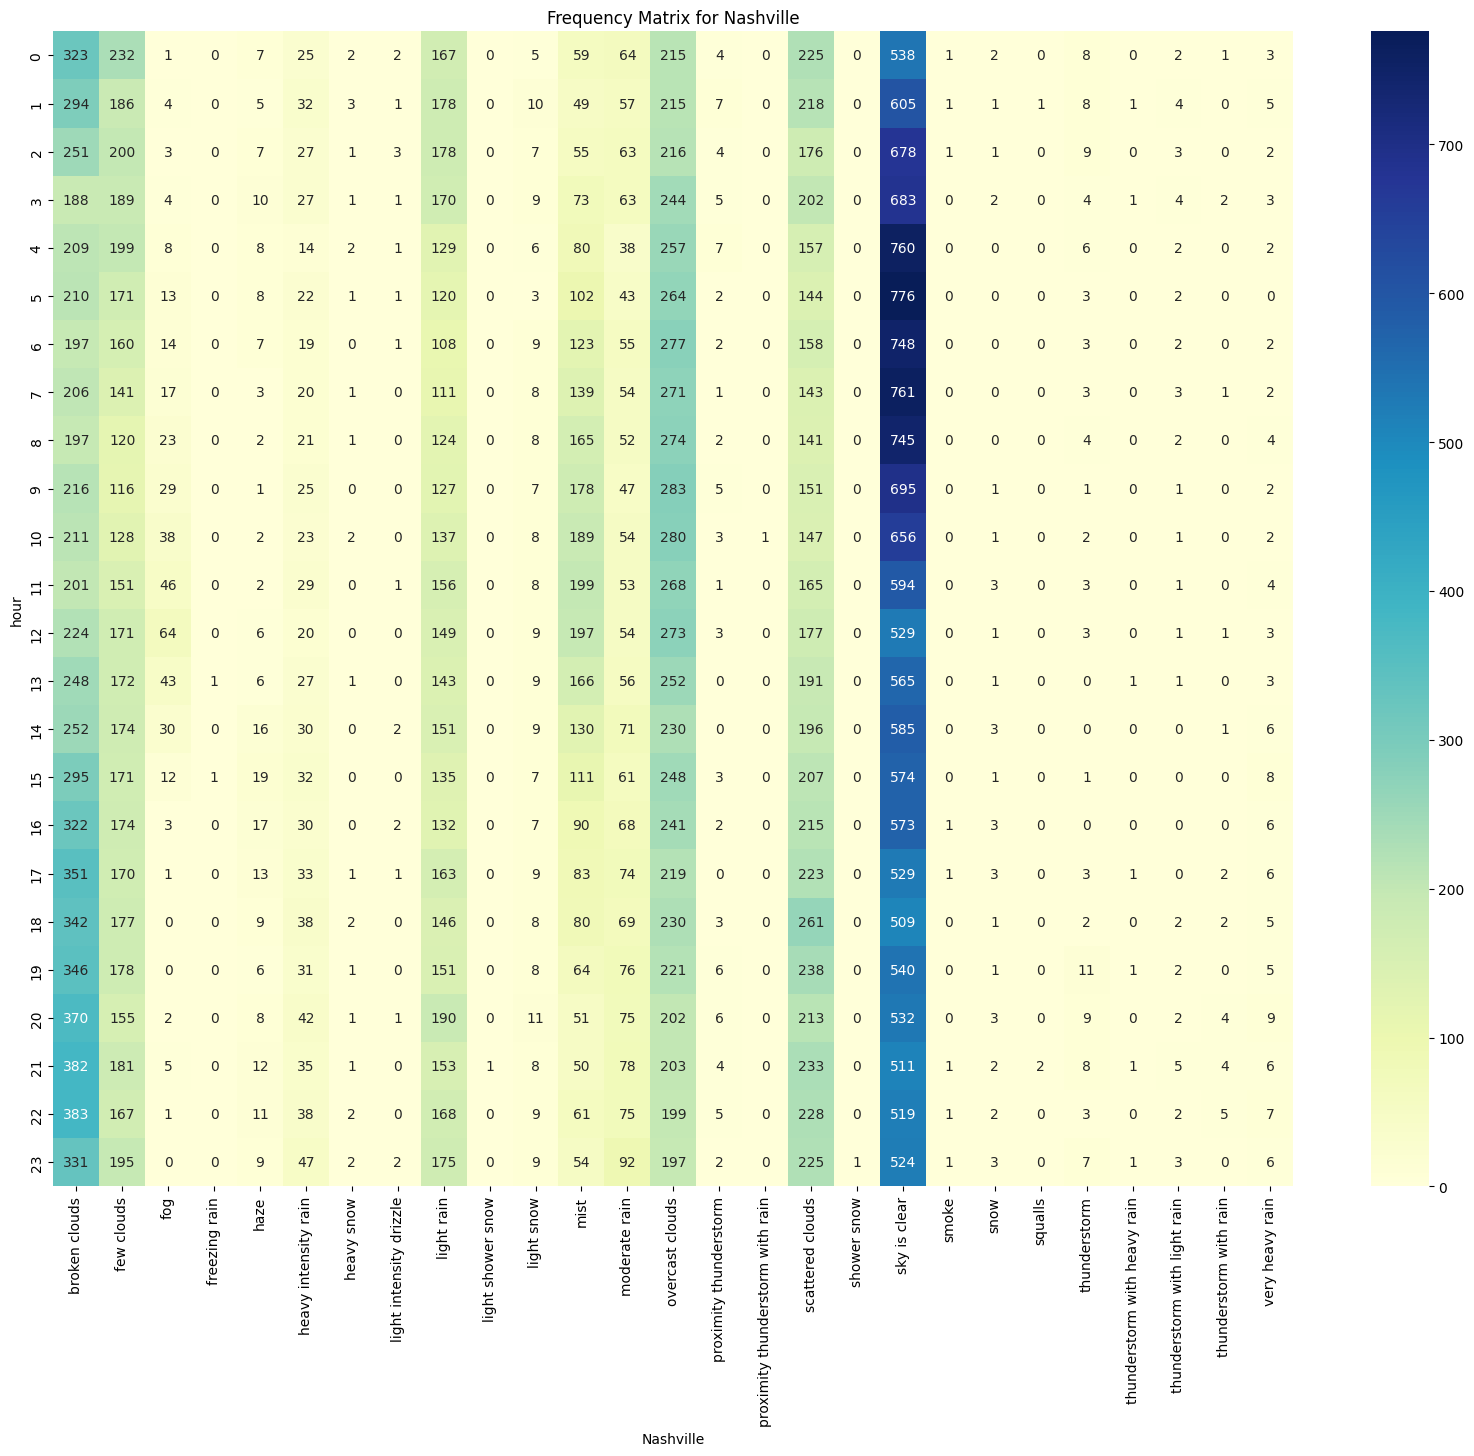 Frequency Matrix for Nashville
0 323 232 1 0 7 25 2 2 167 0 5 59 64 215 4 0 225 0 538 1 2 0 8 0 2 1 3
1 294 186 4 0 5 32 3 1 178 0 10 49 57 215 7 0 218 0 605 1 1 1 8 1 4 0 5
2 251 200 3 0 7 27 1 3 178 0 7 55 63 216 4 0 176 0 678 1 1 0 9 0 3 0 2
3 188 189 4 0 10 27 1 1 170 0 9 73 63 244 5 0 202 0 683 0 2 0 4 1 4 2 3
4 209 199 8 0 8 14 2 1 129 0 6 80 38 257 7 0 157 0 760 0 0 0 6 0 2 0 2
5 210 171 13 0 8 22 1 1 120 0 3 102 43 264 2 0 144 0 776 0 0 0 3 0 2 0 0
6 197 160 14 0 7 19 0 1 108 0 9 123 55 277 2 0 158 0 748 0 0 0 3 0 2 0 2
7 206 141 17 0 3 20 1 0 111 0 8 139 54 271 1 0 143 0 761 0 0 0 3 0 3 1 2
8 197 120 23 0 2 21 1 0 124 0 8 165 52 274 2 0 141 0 745 0 0 0 4 0 2 0 4
9 216 116 29 0 1 25 0 0 127 0 7 178 47 283 5 0 151 0 695 0 1 0 1 0 1 0 2
10 211 128 38 0 2 23 2 0 137 0 8 189 54 280 3 1 147 0 656 0 1 0 2 0 1 0 2
11 201 151 46 0 2 29 0 1 156 0 8 199 53 268 1 0 165 0 594 0 3 0 3 0 1 0 4
12 224 171 64 0 6 20 0 0 149 0 9 197 54 273 3 0 177 0 529 0 1 0 3 0 1 1 3
13 248 172 43 1 6 27 1 0 143 0 9 166 56 252 0 0 191 0 565 0 1 0 0 1 1 0 3
14 252 174 30 0 16 30 0 2 151 0 9 130 71 230 0 0 196 0 585 0 3 0 0 0 0 1 6
15 295 171 12 1 19 32 0 0 135 0 7 111 61 248 3 0 207 0 574 0 1 0 1 0 0 0 8
16 322 174 3 0 17 30 0 2 132 0 7 90 68 241 2 0 215 0 573 1 3 0 0 0 0 0 6
17 351 170 1 0 13 33 1 1 163 0 9 83 74 219 0 0 223 0 529 1 3 0 3 1 0 2 6
18 342 177 0 0 9 38 2 0 146 0 8 80 69 230 3 0 261 0 509 0 1 0 2 0 2 2 5
19 346 178 0 0 6 31 1 0 151 0 8 64 76 221 6 0 238 0 540 0 1 0 11 1 2 0 5
20 370 155 2 0 8 42 1 1 190 0 11 51 75 202 6 0 213 0 532 0 3 0 9 0 2 4 9
21 382 181 5 0 12 35 1 0 153 1 8 50 78 203 4 0 233 0 511 1 2 2 8 1 5 4 6
22 383 167 1 0 11 38 2 0 168 0 9 61 75 199 5 0 228 0 519 1 2 0 3 0 2 5 7
23 331 195 0 0 9 47 2 2 175 0 9 54 92 197 2 0 225 1 524 1 3 0 7 1 3 0 6
hour
broken clouds
few clouds
fog
freezing rain
haze
heavy intensity rain
heavy snow
light intensity drizzle
light rain
light shower snow
light snow
mist
moderate rain
overcast clouds
proximity thunderstorm
proximity thunderstorm with rain
scattered clouds
shower snow
sky is clear
smoke
snow
squalls
thunderstorm
thunderstorm with heavy rain
thunderstorm with light rain
thunderstorm with rain
very heavy rain
Nashville
700
600
500
400
300
200
100
0